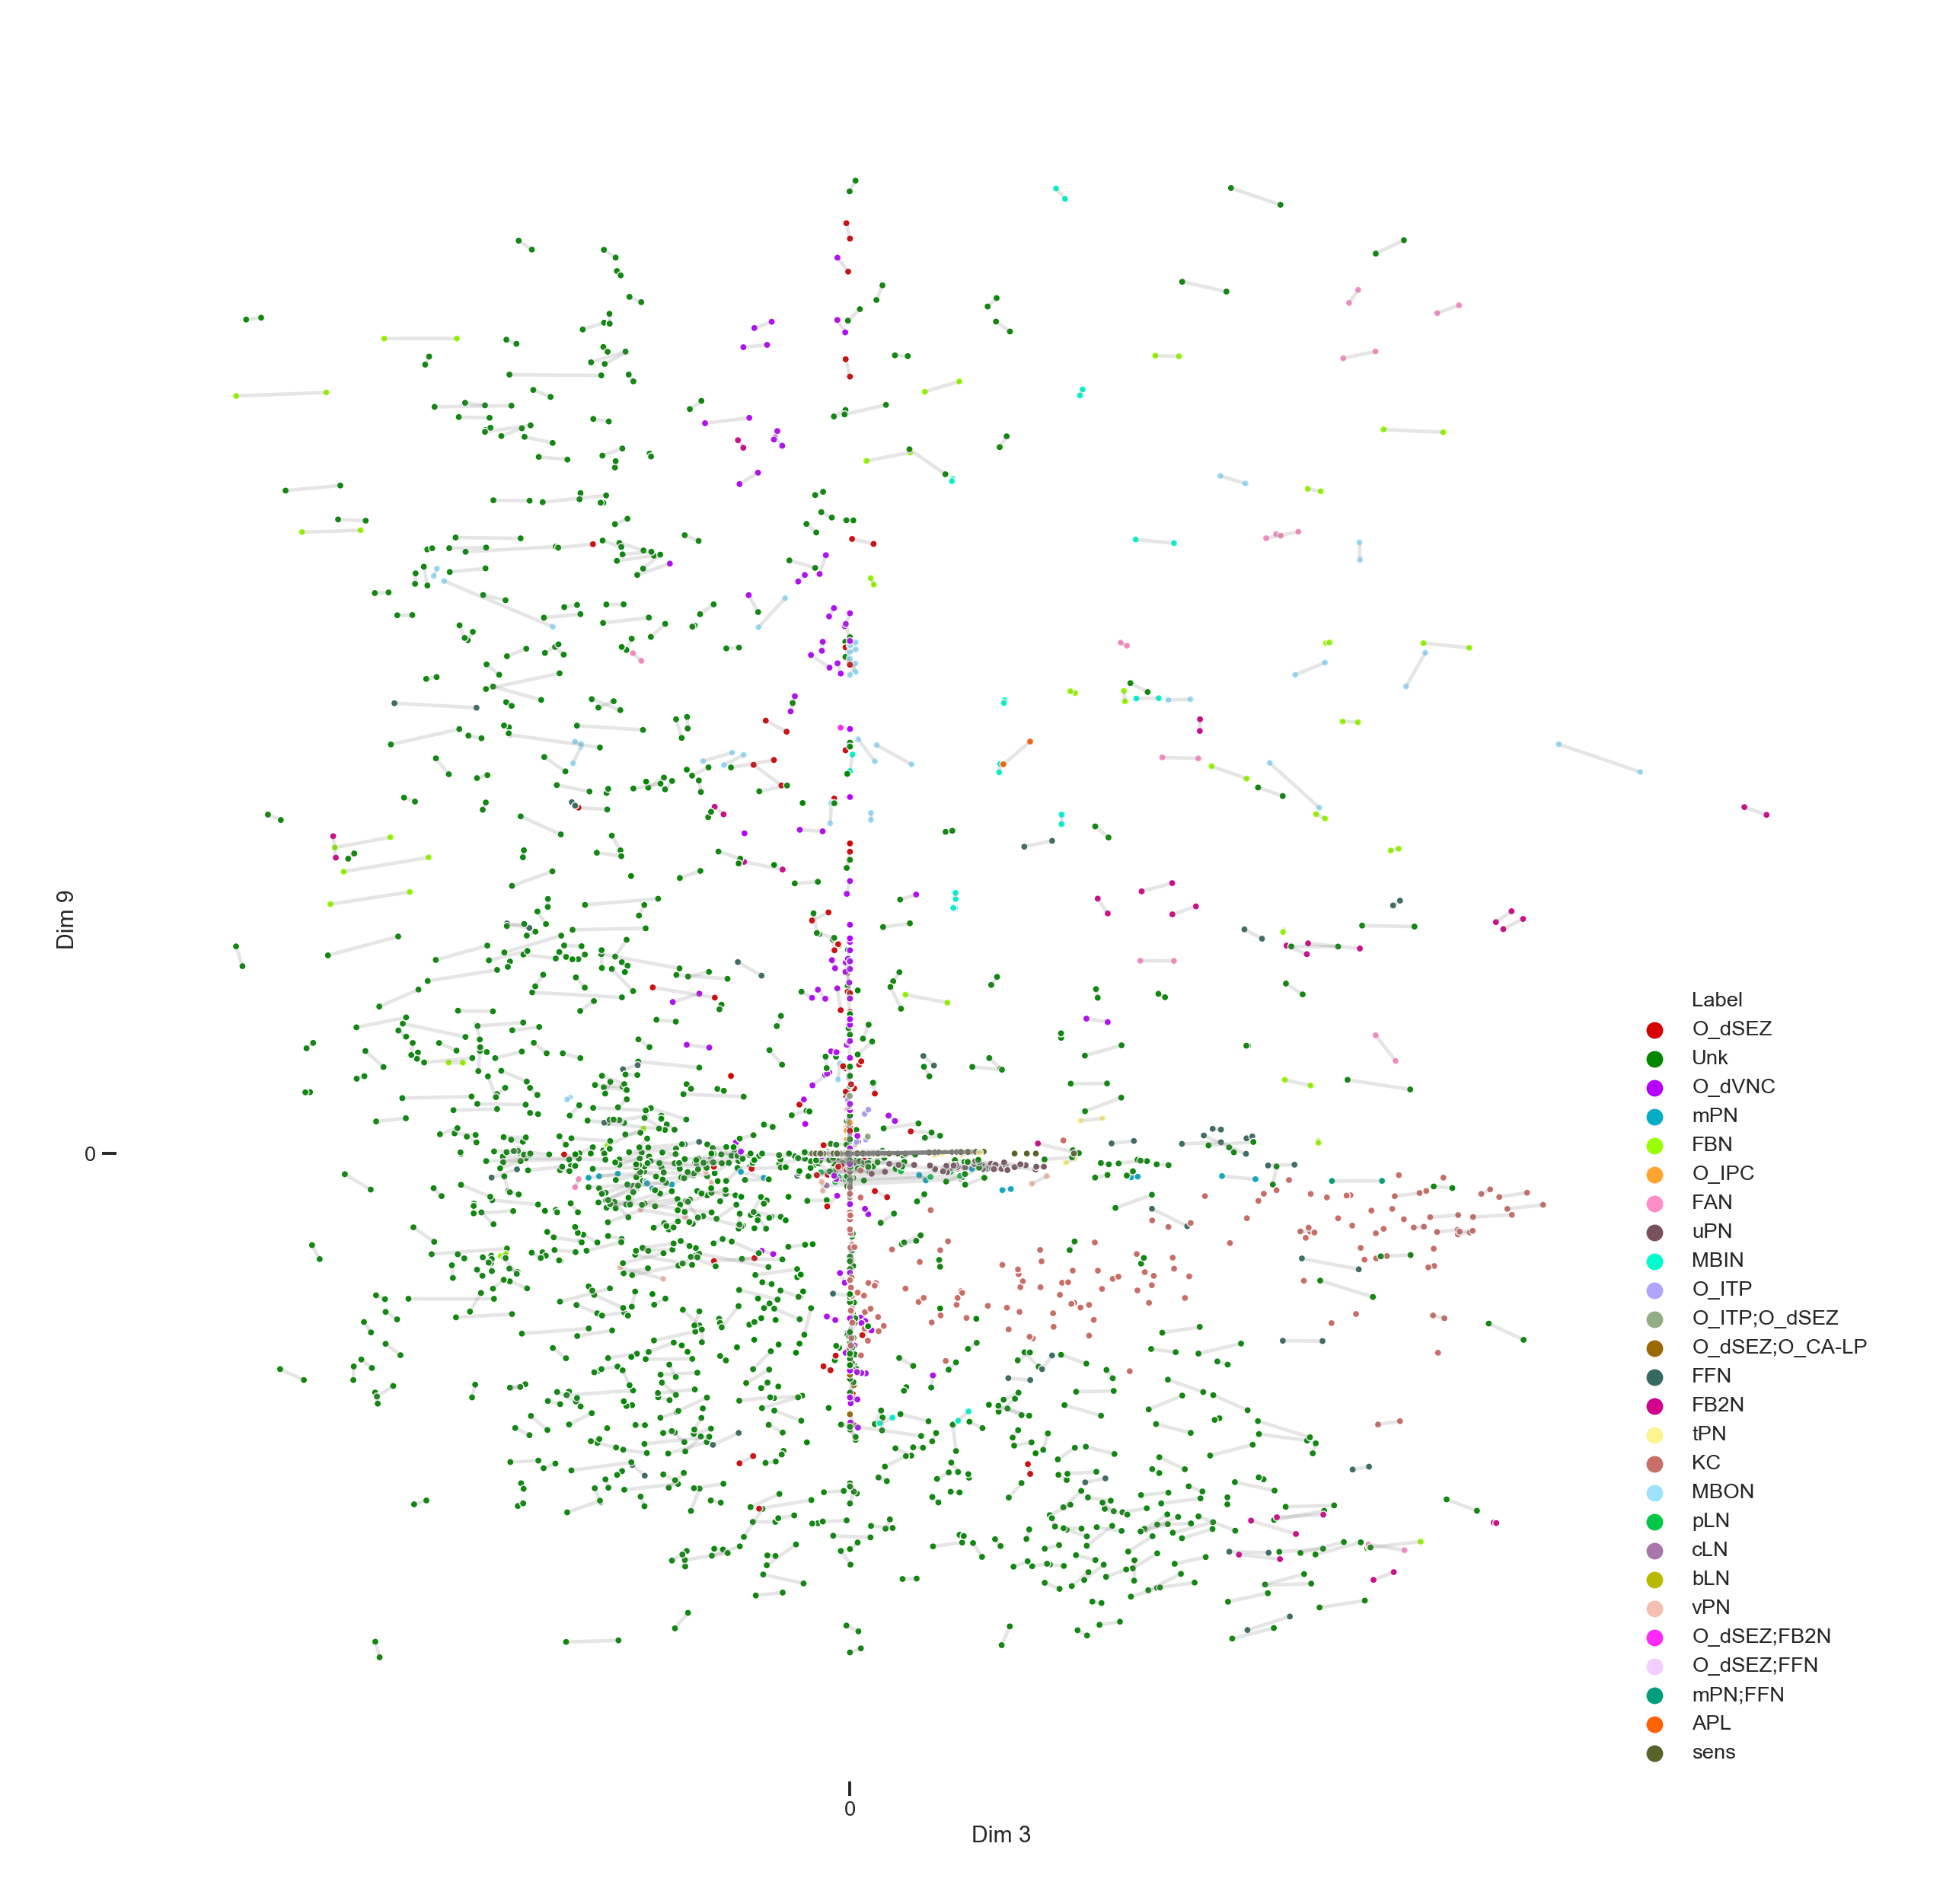 Dim 9
0
0
Dim 3
Label
O_dSEZ
Unk
O_dVNC
mPN
FBN
O_IPC
FAN
uPN
MBIN
O_ITP
O_ITP;O_dSEZ
O_dSEZ;O_CA-LP
FFN
FB2N
tPN
KC
MBON
pLN
cLN
bLN
vPN
O_dSEZ;FB2N
O_dSEZ;FFN
mPN;FFN
APL
sens